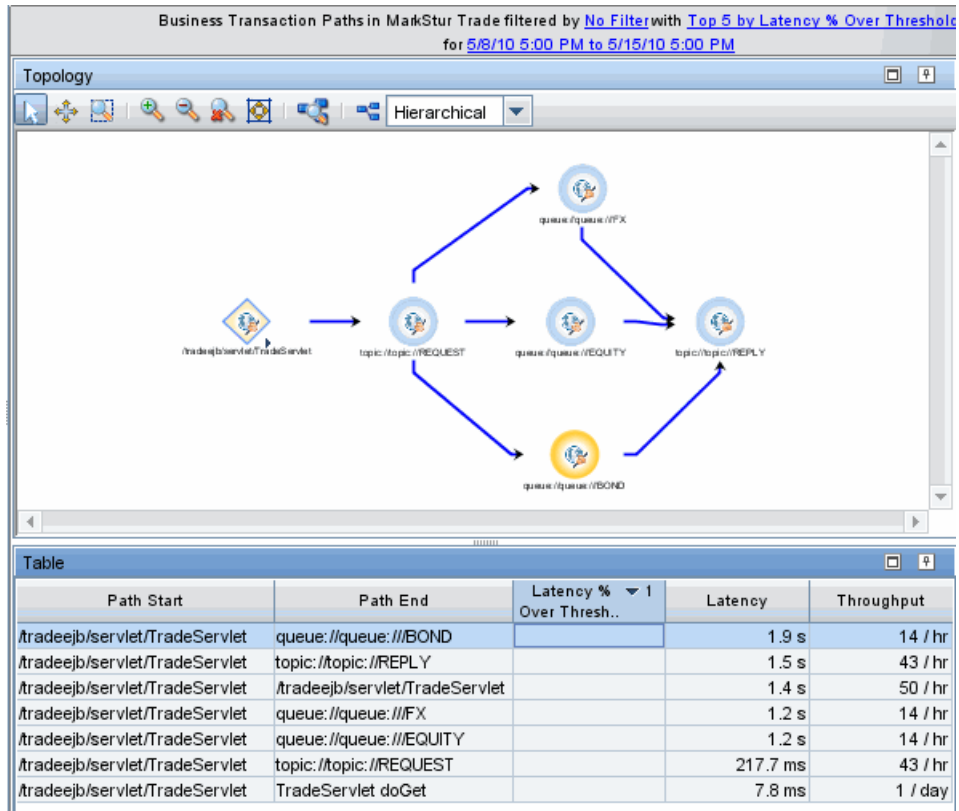 Business Transaction Paths in MarkStur Trade filtered by No Filter with Top 5 by Latency % Over Threshold
for 5/8/10 5:00 PM to 5/15/10 5:00 PM
Topology
Hierarchical
queue://queue:///FX
/tradeejb/servlet/TradeServlet
topic://topic://REQUEST
queue://queue:///EQUITY
topic://topic://REPLY
queue://queue:///BOND
Table
Path Start Path End Latency % Over Thresh.. 1 Latency Throughput
/tradeejb/servlet/TradeServlet queue://queue:///BOND 1.9 s 14 / hr
/tradeejb/servlet/TradeServlet topic://topic://REPLY 1.5 s 43 / hr
/tradeejb/servlet/TradeServlet /tradeejb/servlet/TradeServlet 1.4 s 50 / hr
/tradeejb/servlet/TradeServlet queue://queue:///FX 1.2 s 14 / hr
/tradeejb/servlet/TradeServlet queue://queue:///EQUITY 1.2 s 14 / hr
/tradeejb/servlet/TradeServlet topic://topic://REQUEST 217.7 ms 43 / hr
/tradeejb/servlet/TradeServlet TradeServlet doGet 7.8 ms 1 / day